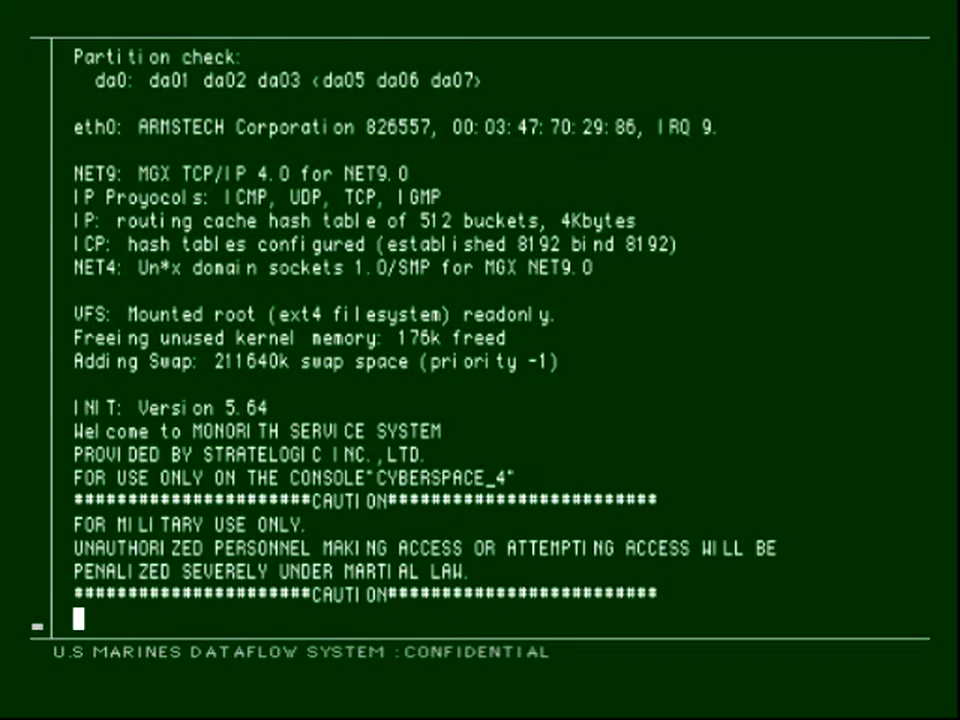 Partition check:
da0: da01 da02 da03 <da05 da06 da07>
eth0: ARMSTECH Corporation 826557, 00:03:47:70:29:86, IRQ 9.
NET9: MGX TCP/IP 4.0 for NET9.0
IP Proyocols: ICMP, UDP, TCP, IGMP
IP: routing cache hash table of 512 buckets, 4Kbytes
ICP: hash tables configured (established 8192 bind 8192)
NET4: Un*x domain sockets 1.0/SMP for MGX NET9.0
VFS: Mounted root (ext4 filesystem) readonly.
Freeing unused kernel memory: 176k freed
Adding Swap: 211640k swap space (priority -1)
INIT: Version 5.64
Welcome to MONORITH SERVICE SYSTEM
PROVIDED BY STRATELOGIC INC.,LTD.
FOR USE ONLY ON THE CONSOLE"CYBERSPACE_4"
**********************CAUTION*************************
FOR MILITARY USE ONLY.
UNAUTHORIZED PERSONNEL MAKING ACCESS OR ATTEMPTING ACCESS WILL BE
PENALIZED SEVERELY UNDER MARTIAL LAW.
**********************CAUTION*************************
U.S MARINES DATAFLOW SYSTEM :CONFIDENTIAL